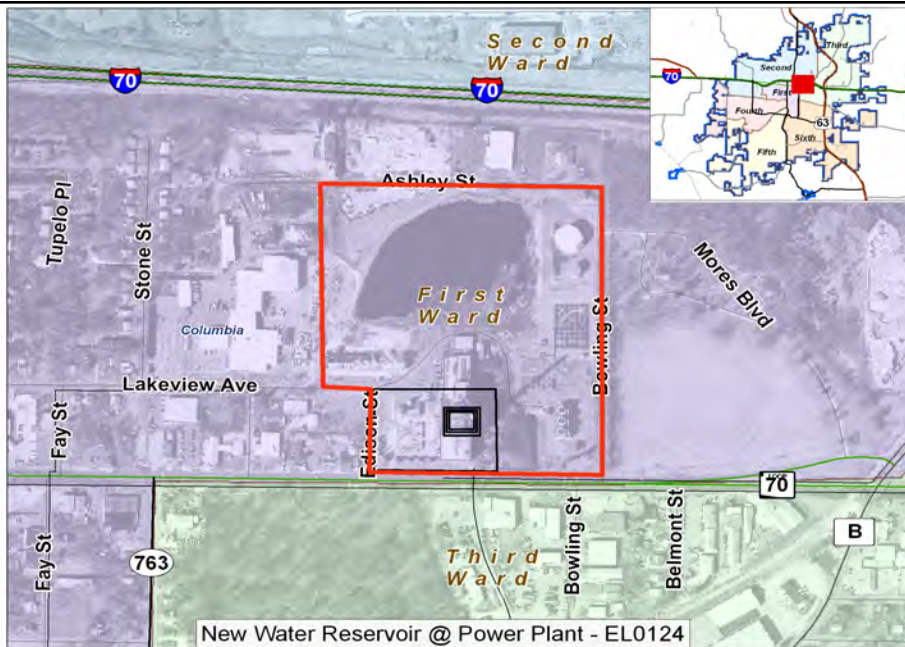 Second
Ward
70
70
Third
Second
70
First
Fourth
63
Sixth
Fifth
Ashley St
Tupelo Pl
Stone St
Mores Blvd
First
Ward
Columbia
Bowling St
Lakeview Ave
Edison St
Fay St
70
B
Fay St
763
Third
Ward
Bowling St
Belmont St
New Water Reservoir @ Power Plant - EL0124